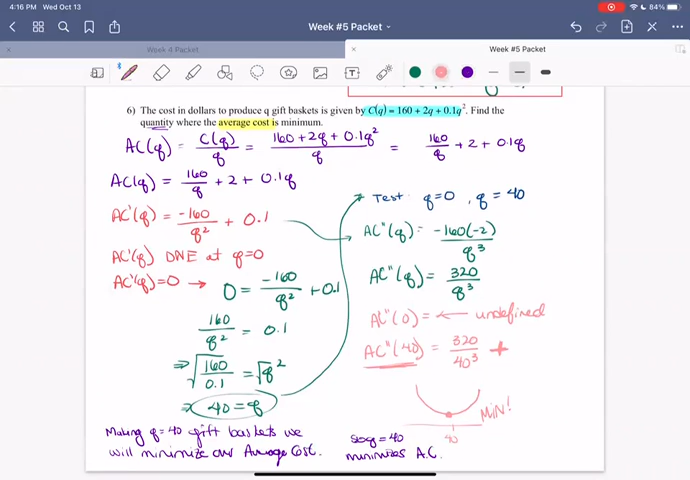 4:16 PM Wed Oct 13
84%
Week #5 Packet
Week 4 Packet
Week #5 Packet
6) The cost in dollars to produce q gift baskets is given by C(q) = 160 + 2q + 0.1q². Find the
quantity where the average cost is minimum.
AC(q) = C(q)/q = (160+2q+0.1q²)/q = 160/q + 2 + 0.1q
AC(q) = 160/q + 2 + 0.1q
AC'(q) = -160/q² + 0.1
AC'(q) DNE at q=0
AC'(q)=0 → 0 = -160/q² + 0.1
160/q² = 0.1
⇒ √(160/0.1) = √q²
⇒ 40 = q
Test q=0, q=40
AC"(q) = -160(-2)/q³
AC"(q) = 320/q³
AC"(0) = ← undefined
AC"(40) = 320/40³ +
MIN!
40
Making q=40 gift baskets we
will minimize our Average Cost.
q=40
minimizes A.C.